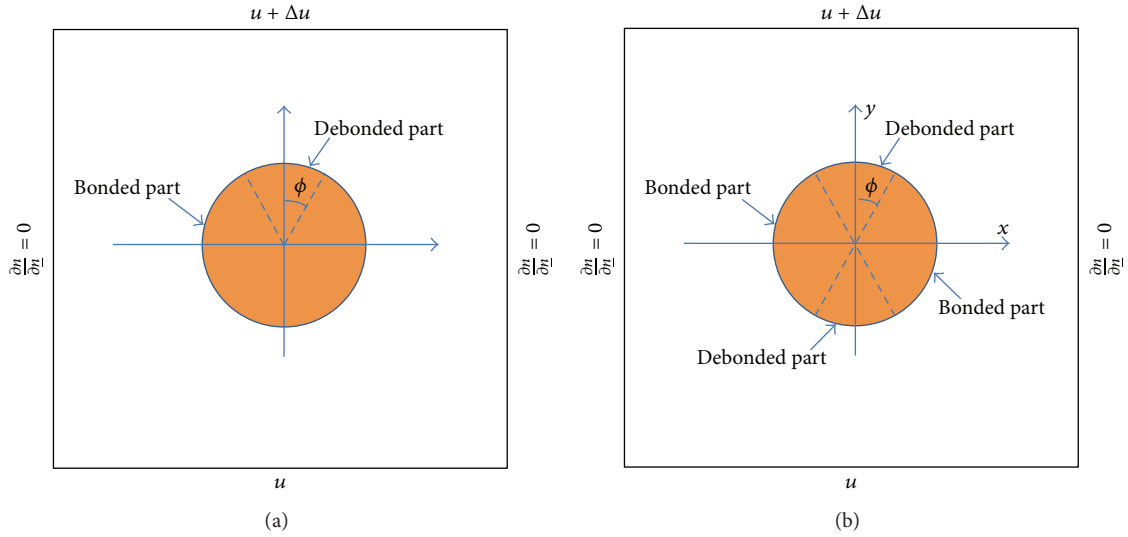 u + Δu
Debonded part
ϕ
Bonded part
∂u/∂n = 0
∂u/∂n = 0
u
(a)
u + Δu
y
Debonded part
ϕ
Bonded part
x
∂u/∂n = 0
∂u/∂n = 0
Bonded part
Debonded part
u
(b)